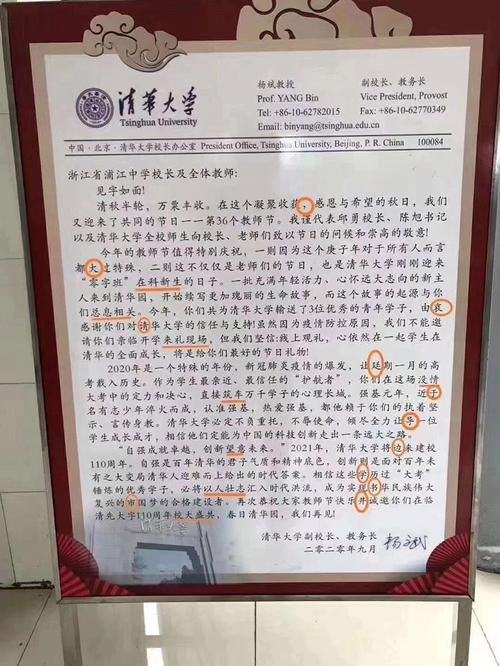 清华大学
Tsinghua University
杨斌教授
副校长、教务长
Prof. YANG Bin
Vice President, Provost
Tel: +86-10-62782015
Fax: +86-10-62770349
Email: binyang@tsinghua.edu.cn
中国·北京·清华大学校长办公室 President Office, Tsinghua University, Beijing, P. R. China 100084
浙江省浦江中学校长及全体教师:
见字如面!
清秋年轮,万象丰收。在这个凝聚收获,感恩与希望的秋日,我们
又迎来了共同的节日一一第36个教师节。我谨代表邱勇校长、陈旭书记
以及清华大学全校师生向校长、老师们致以节日的问候和崇高的敬意!
今年的教师节值得特别庆祝,一则因为这个庚子年对于所有人而言
都大过特殊,二则这不仅仅是老师们的节日,也是清华大学刚刚迎来
“零字班”在科新生的日子。一批充满年轻活力、心怀远大志向的新主
人来到清华园,开始续写更加瑰丽的生命故事,而这个故事的起源与你
们息息相关。今年,你们共为清华大学输送了3位优秀的青年学子,由哀
感谢你们对清华大学的信任与支持!虽然因为疫情防控原因,我们不能邀
请你们亲临开学来礼现场,但我们坚信:线上观礼,心依然在一起学生在
清华的全面成长,将是给你们最好的节日礼物!
2020年是一个特殊的年份,新冠肺炎疫情的爆发,让廷期一月的高
考载入历史。作为学生最亲近、最信任的“护航者”,你们在这场没情
大考中的定力和决心,直接筑车万千学子的心理长城。强基元年,近子
名有志少年淬火而成,认准强基,热爱强基,都他赖于你们的执着坚
示、言传身教。清华大学必定不负重托,不辱使命,倾尽全力让导一位
学生成长成才,相信他们定能为中国的科技创新走出一条远大之路。
“自强成就卓越,创新望意未来。”2021年,清华大学将边来建校
110周年。自强是百年清华的君子气质和精神底色,创新则是面对百年未
有之大变局清华人迎难而上给出的时代答案。相信这些学历过“大考”
锤炼的优秀学子,必将以人壮志汇入时代洪流,成为实现书华民族伟大
复兴的市国梦的合格建设者。再次恭祝大家教师节快乐井诚邀你们在临
清先大字110周年校大盛共,春日清华园,我们再见!
清华大学副校长、教务长
二〇二〇年九月
杨斌